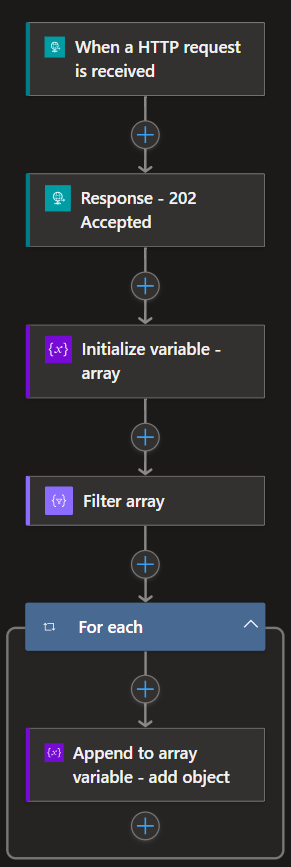 When a HTTP request
is received
Response - 202
Accepted
{x} Initialize variable -
array
Filter array
For each
{x} Append to array
variable - add object